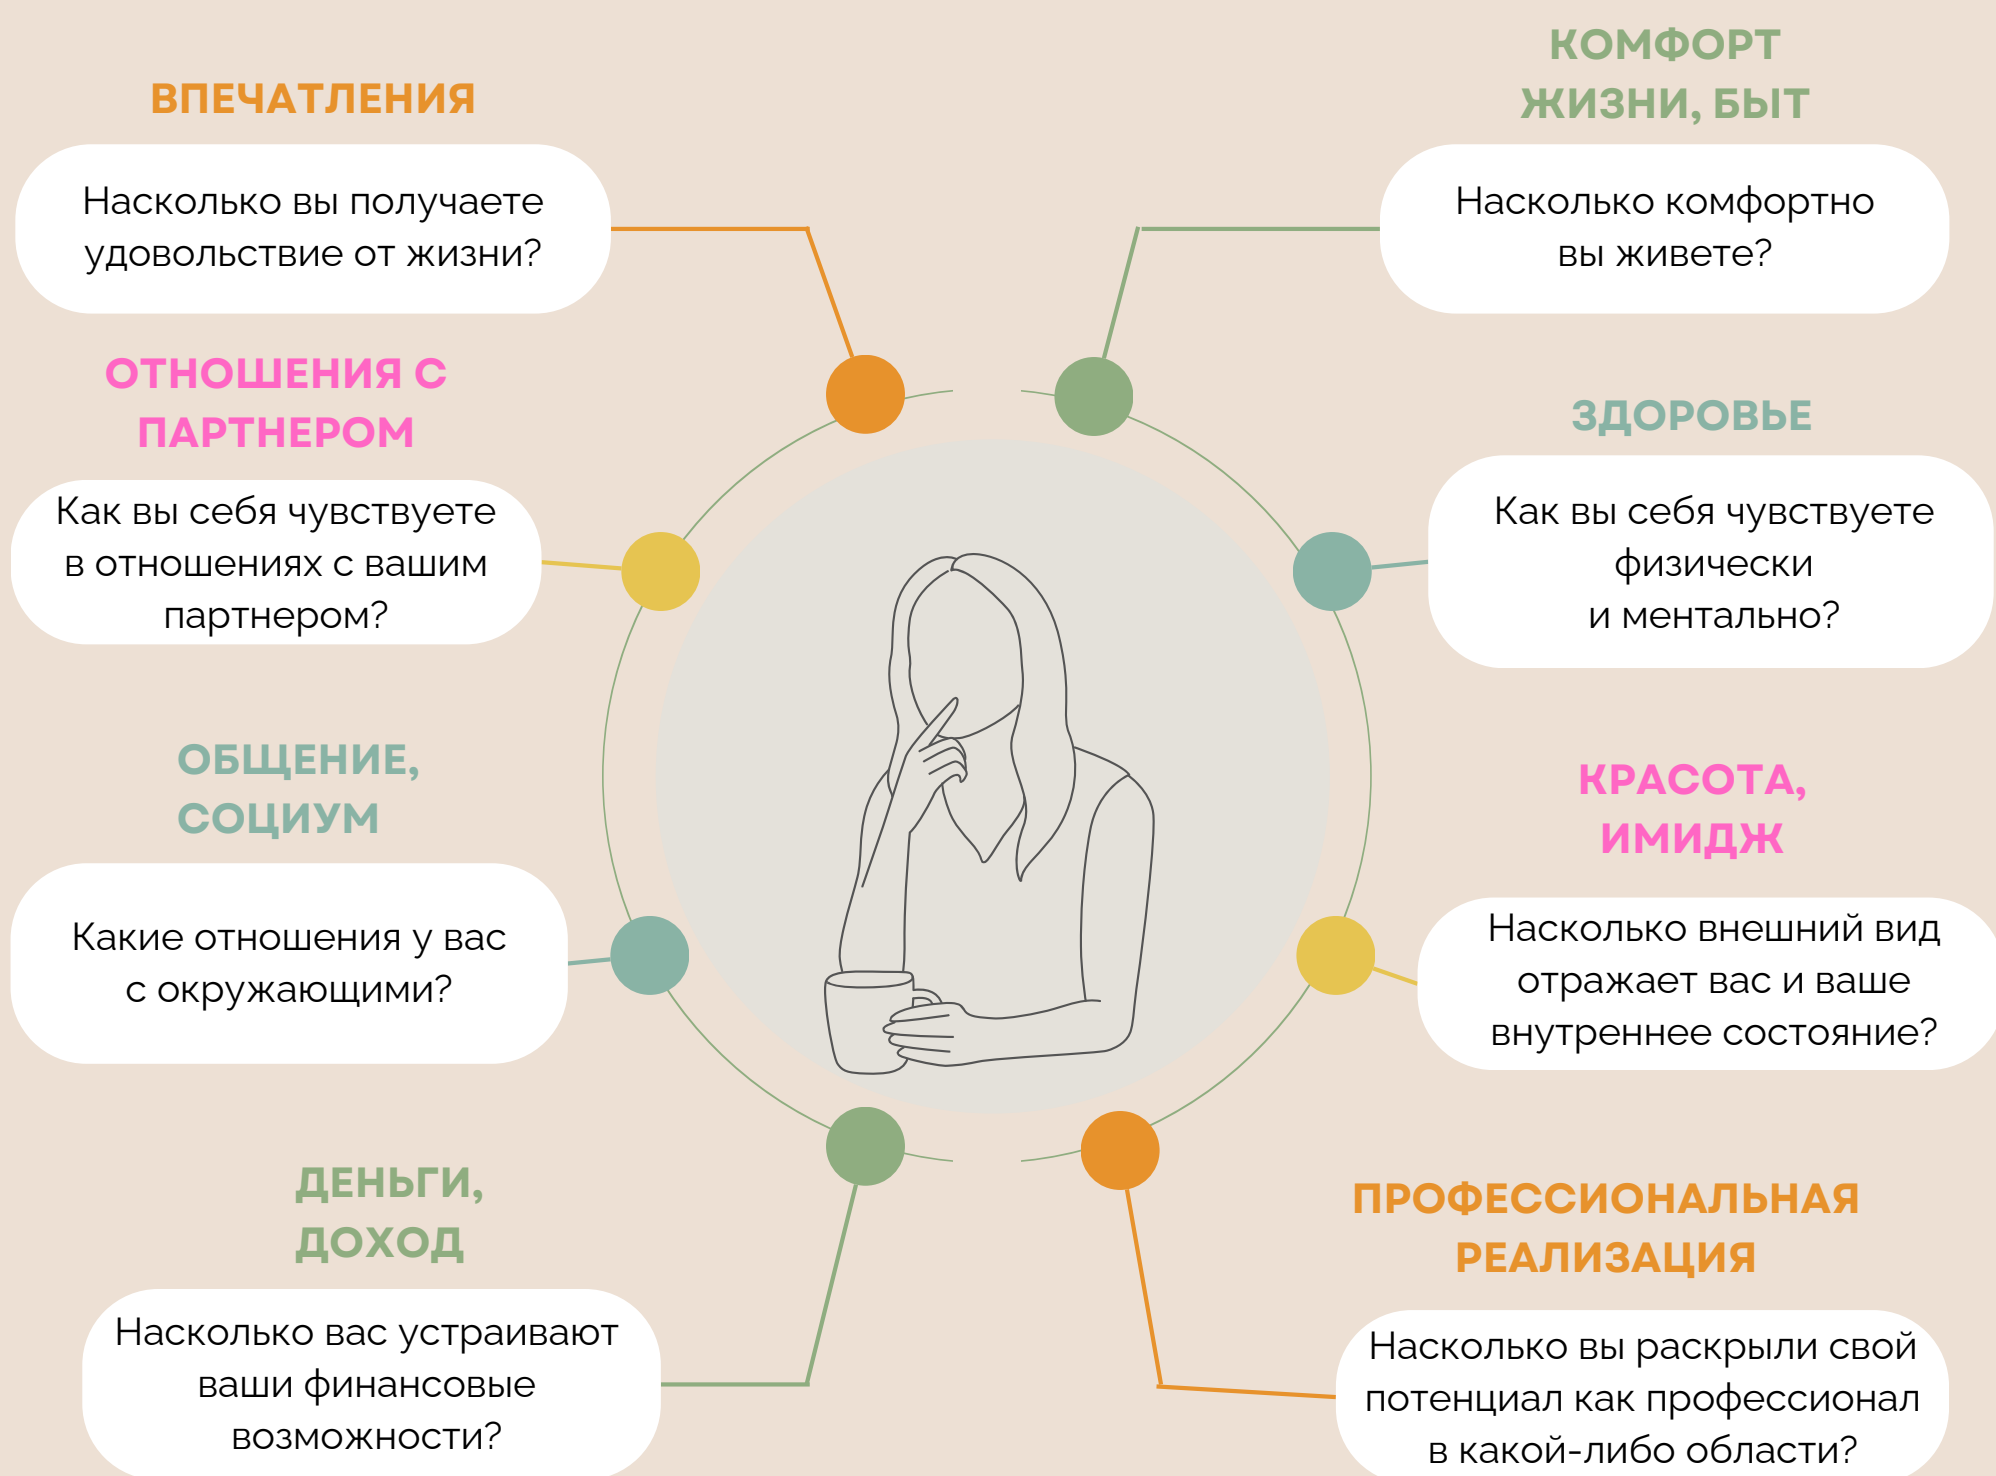 ВПЕЧАТЛЕНИЯ
Насколько вы получаете
удовольствие от жизни?
ОТНОШЕНИЯ С
ПАРТНЕРОМ
Как вы себя чувствуете
в отношениях с вашим
партнером?
ОБЩЕНИЕ,
СОЦИУМ
Какие отношения у вас
с окружающими?
ДЕНЬГИ,
ДОХОД
Насколько вас устраивают
ваши финансовые
возможности?
КОМФОРТ
ЖИЗНИ, БЫТ
Насколько комфортно
вы живете?
ЗДОРОВЬЕ
Как вы себя чувствуете
физически
и ментально?
КРАСОТА,
ИМИДЖ
Насколько внешний вид
отражает вас и ваше
внутреннее состояние?
ПРОФЕССИОНАЛЬНАЯ
РЕАЛИЗАЦИЯ
Насколько вы раскрыли свой
потенциал как профессионал
в какой-либо области?